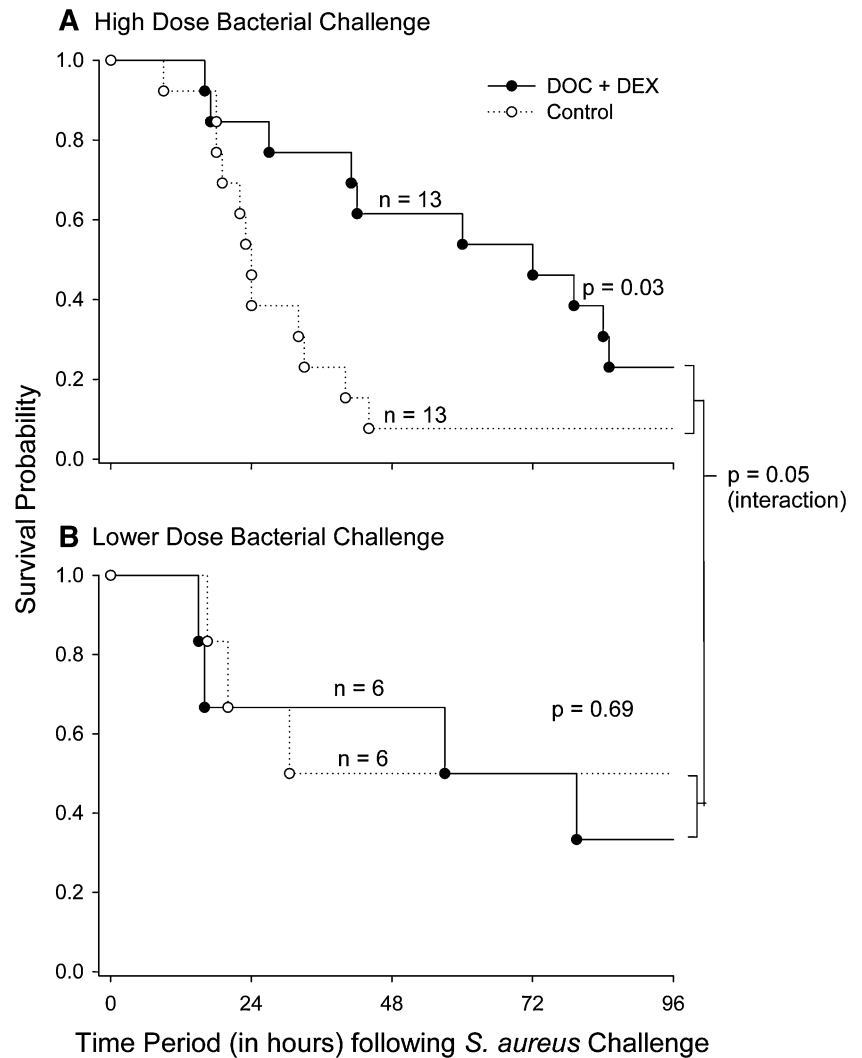 A High Dose Bacterial Challenge
1.0
DOC + DEX
Control
0.8
n = 13
0.6
p = 0.03
0.4
0.2
n = 13
0.0
p = 0.05
(interaction)
Survival Probability
B Lower Dose Bacterial Challenge
1.0
0.8
n = 6
p = 0.69
0.6
n = 6
0.4
0.2
0.0
0 24 48 72 96
Time Period (in hours) following S. aureus Challenge